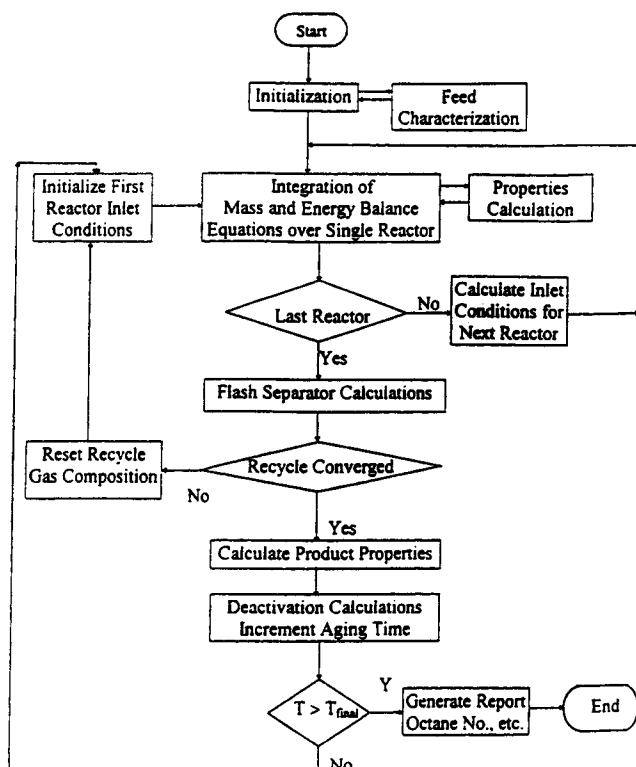 Start
Initialization
Feed
Characterization
Initialize First
Reactor Inlet
Conditions
Integration of
Mass and Energy Balance
Equations over Single Reactor
Properties
Calculation
Last Reactor
No
Calculate Inlet
Conditions for
Next Reactor
Yes
Flash Separator Calculations
Reset Recycle
Gas Composition
Recycle Converged
No
Yes
Calculate Product Properties
Deactivation Calculations
Increment Aging Time
T > Tfinal
Y
Generate Report
Octane No., etc.
End
No